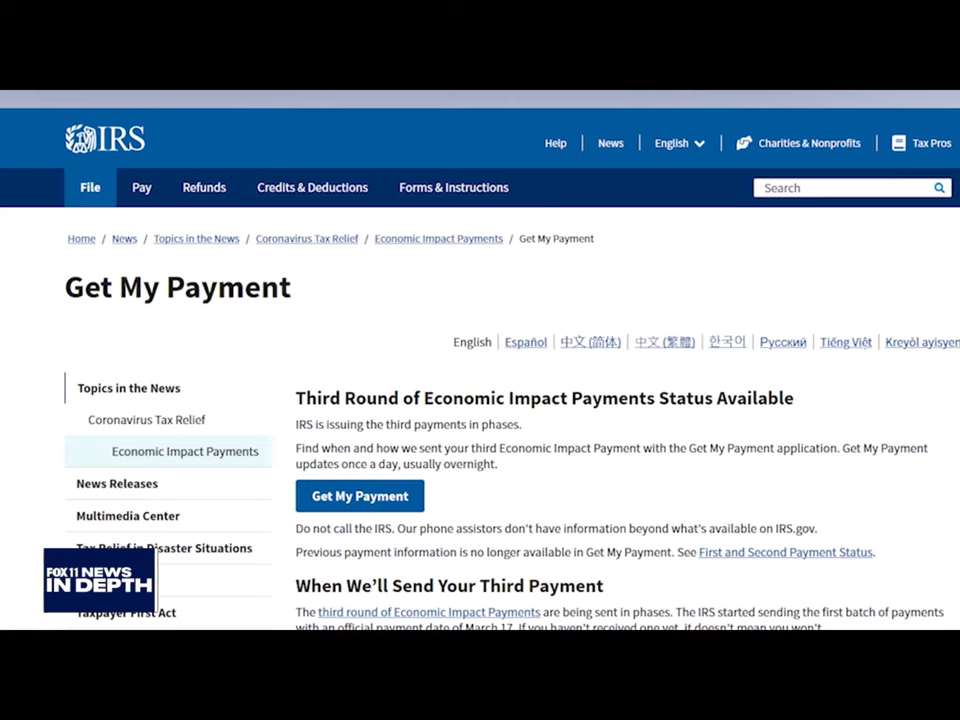 IRS
Help News English Charities & Nonprofits Tax Pros
File Pay Refunds Credits & Deductions Forms & Instructions Search
Home / News / Topics in the News / Coronavirus Tax Relief / Economic Impact Payments / Get My Payment
Get My Payment
English Español 中文 (简体) 中文 (繁體) 한국어 Русский Tiếng Việt Kreyòl ayisyen
Topics in the News
Coronavirus Tax Relief
Economic Impact Payments
News Releases
Multimedia Center
Tax Relief in Disaster Situations
Taxpayer First Act
Third Round of Economic Impact Payments Status Available
IRS is issuing the third payments in phases.
Find when and how we sent your third Economic Impact Payment with the Get My Payment application. Get My Payment
updates once a day, usually overnight.
Get My Payment
Do not call the IRS. Our phone assistors don't have information beyond what's available on IRS.gov.
Previous payment information is no longer available in Get My Payment. See First and Second Payment Status.
When We'll Send Your Third Payment
The third round of Economic Impact Payments are being sent in phases. The IRS started sending the first batch of payments
with an official payment date of March 17. If you haven't received one yet, it doesn't mean you won't
FOX 11 NEWS
IN DEPTH